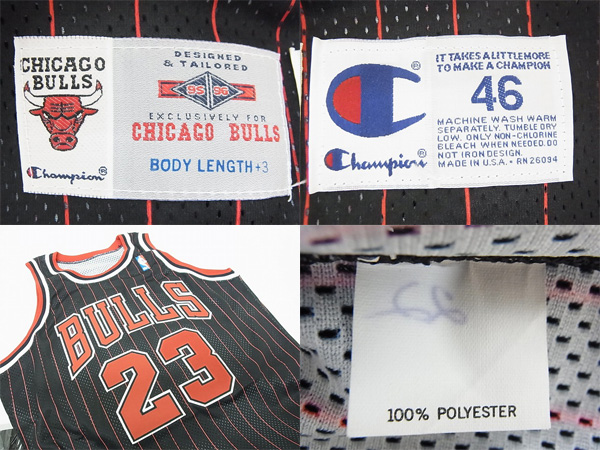 CHICAGO
BULLS
Champion®
DESIGNED
& TAILORED
95 96
EXCLUSIVELY FOR
CHICAGO BULLS
BODY LENGTH +3
IT TAKES A LITTLE MORE
TO MAKE A CHAMPION®
46
MACHINE WASH WARM
SEPARATELY. TUMBLE DRY
LOW. ONLY NON-CHLORINE
BLEACH WHEN NEEDED. DO
NOT IRON DESIGN.
MADE IN U.S.A. • RN 26094
Champion®
BULLS
23
100% POLYESTER